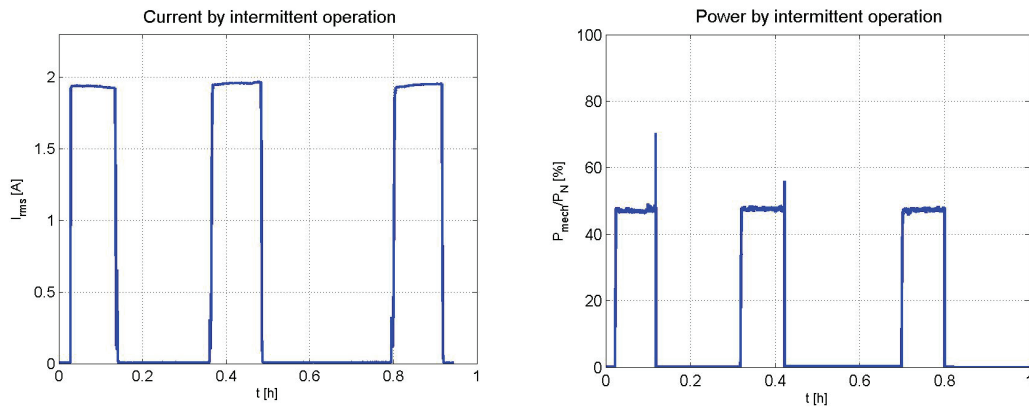 Current by intermittent operation
2
1.5
1
0.5
0
I_rms [A]
0 0.2 0.4 0.6 0.8 1
t [h]
Power by intermittent operation
100
80
60
40
20
0
P_mech/P_N [%]
0 0.2 0.4 0.6 0.8 1
t [h]